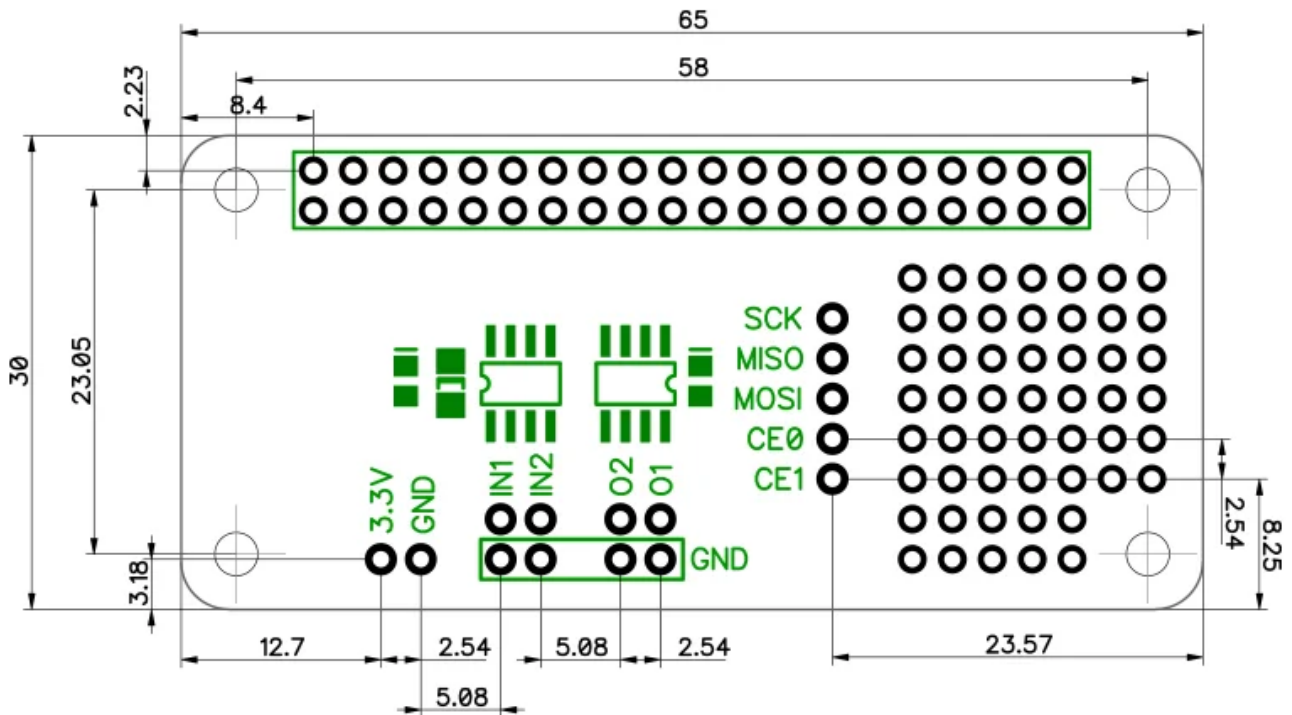 65
58
2.23
8.4
30
23.05
SCK
MISO
MOSI
CE0
CE1
3.3V
GND
IN1
IN2
O2
O1
GND
2.54
8.25
3.18
12.7
2.54
5.08
2.54
23.57
5.08